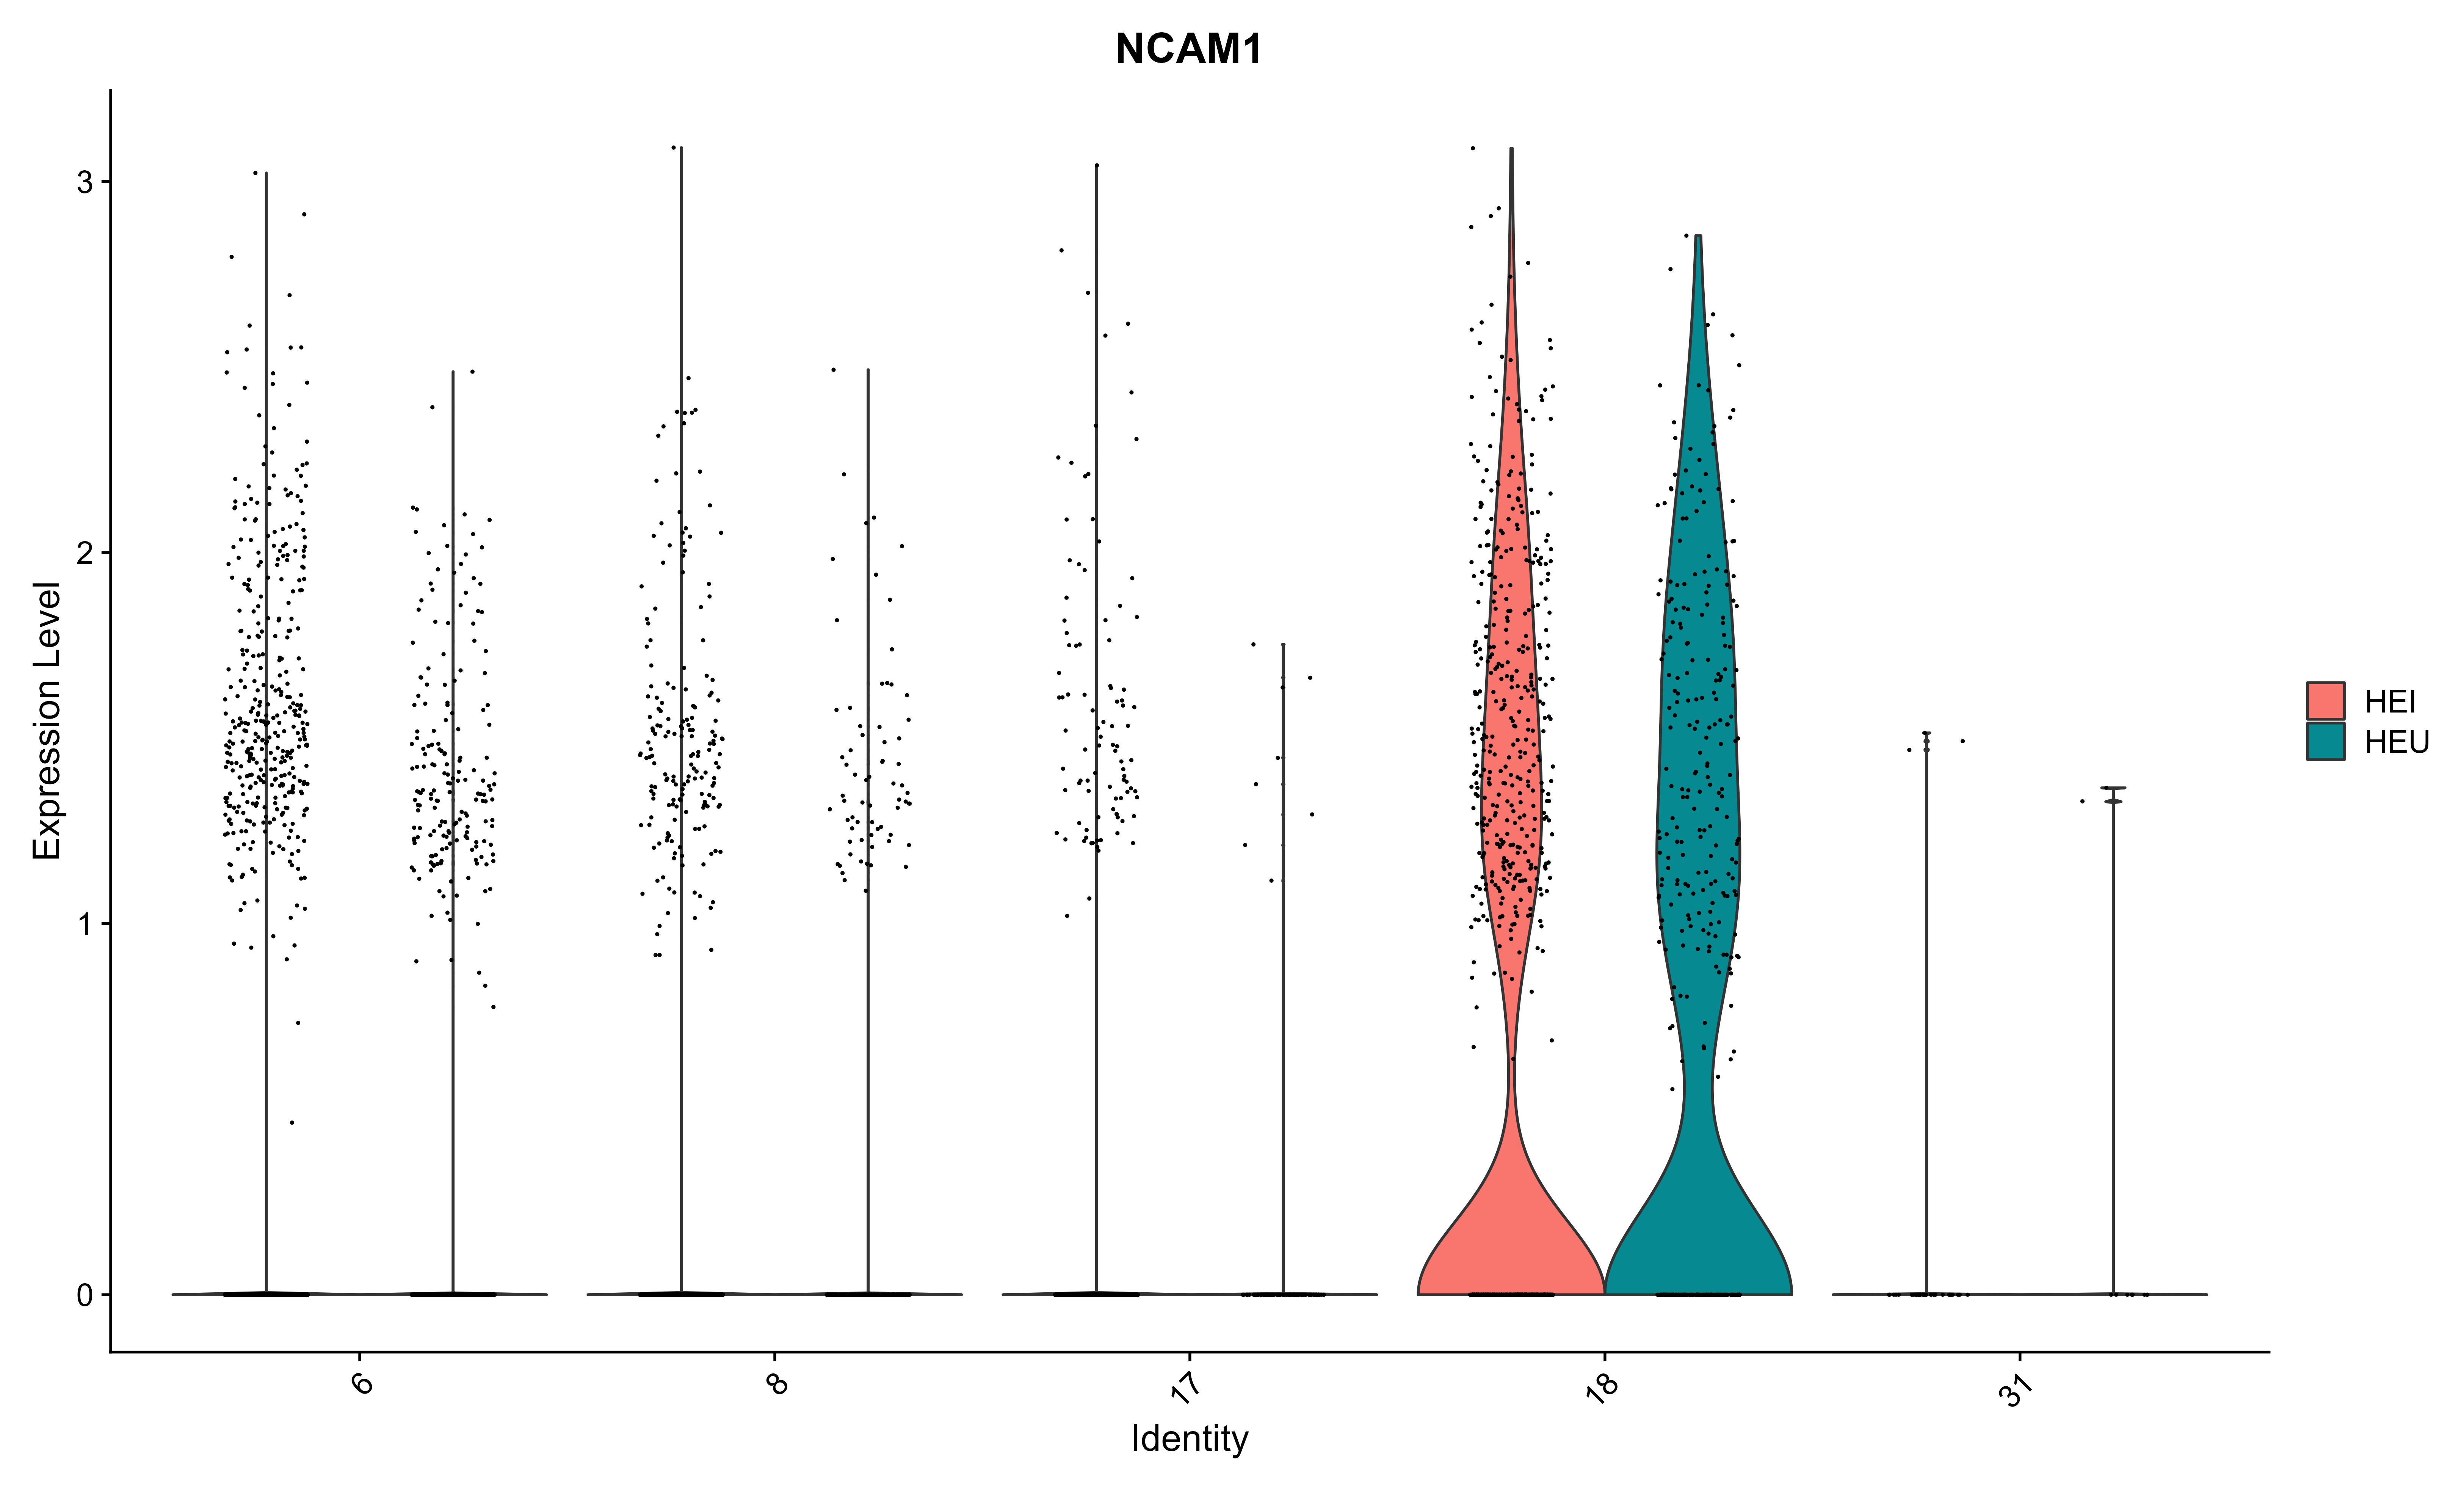 NCAM1
Expression Level
3
2
1
0
6
8
17
18
31
Identity
HEI
HEU